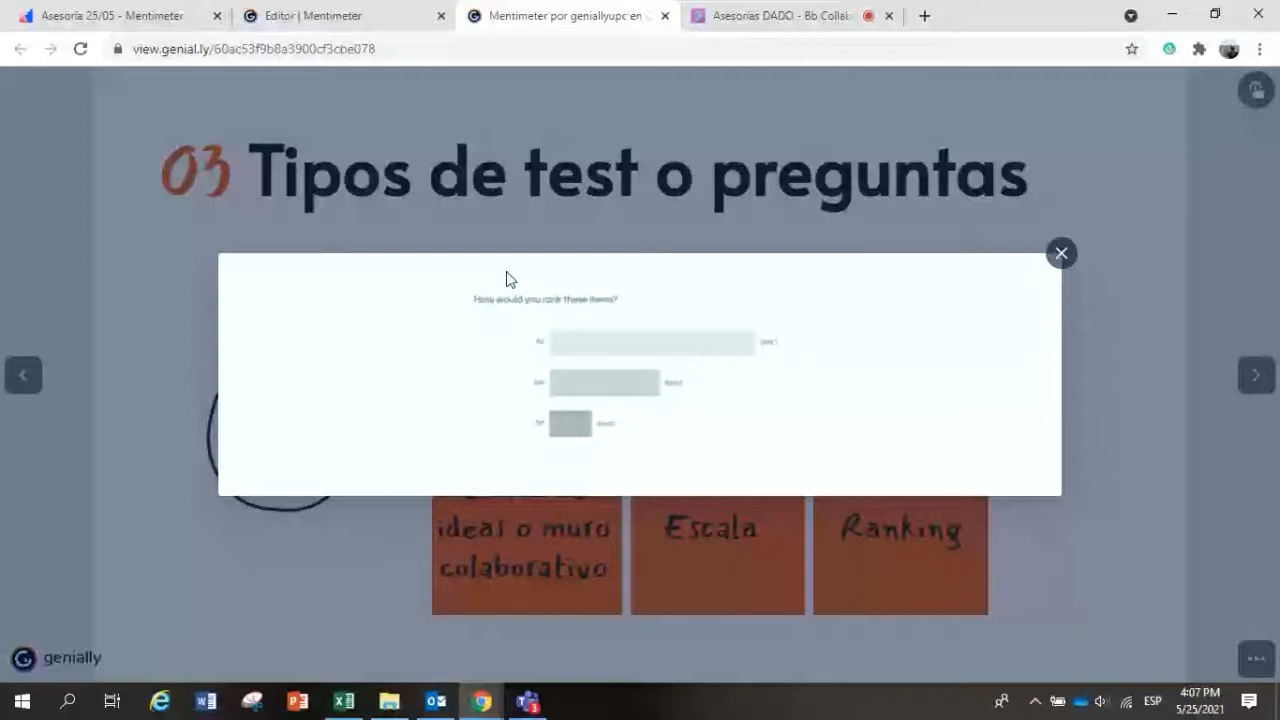 Asesoría 25/05 - Mentimeter
Editor | Mentimeter
Mentimeter por geniallyupc en
Asesorías DADO - Bb Collab
view.genial.ly/60ac53f9b8a3900cf3cbe078
03 Tipos de test o preguntas
How would you rank these items?
ideal o muro
colaborativo
Escala
Ranking
genially
ESP
4:07 PM
5/25/2021
3